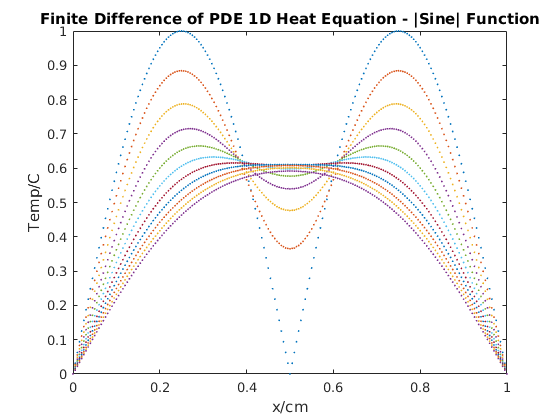 Finite Difference of PDE 1D Heat Equation - |Sine| Function
1
0.9
0.8
0.7
0.6
0.5
0.4
0.3
0.2
0.1
0
Temp/C
0 0.2 0.4 0.6 0.8 1
x/cm